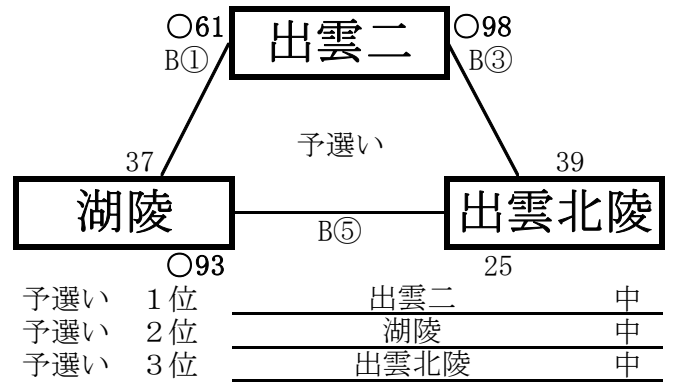 ○61 出雲二 ○98
B① B③
予選い
37 39
湖陵 出雲北陵
B⑤
○93 25
予選い 1位 出雲二 中
予選い 2位 湖陵 中
予選い 3位 出雲北陵 中